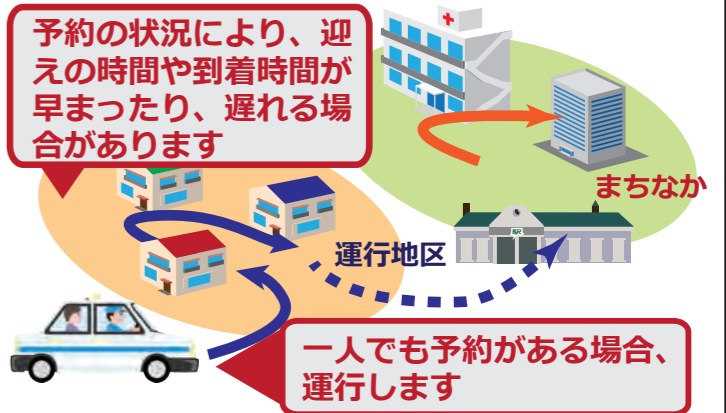 予約の状況により、迎
えの時間や到着時間が
早まったり、遅れる場
合があります
まちなか
運行地区
一人でも予約がある場合、
運行します